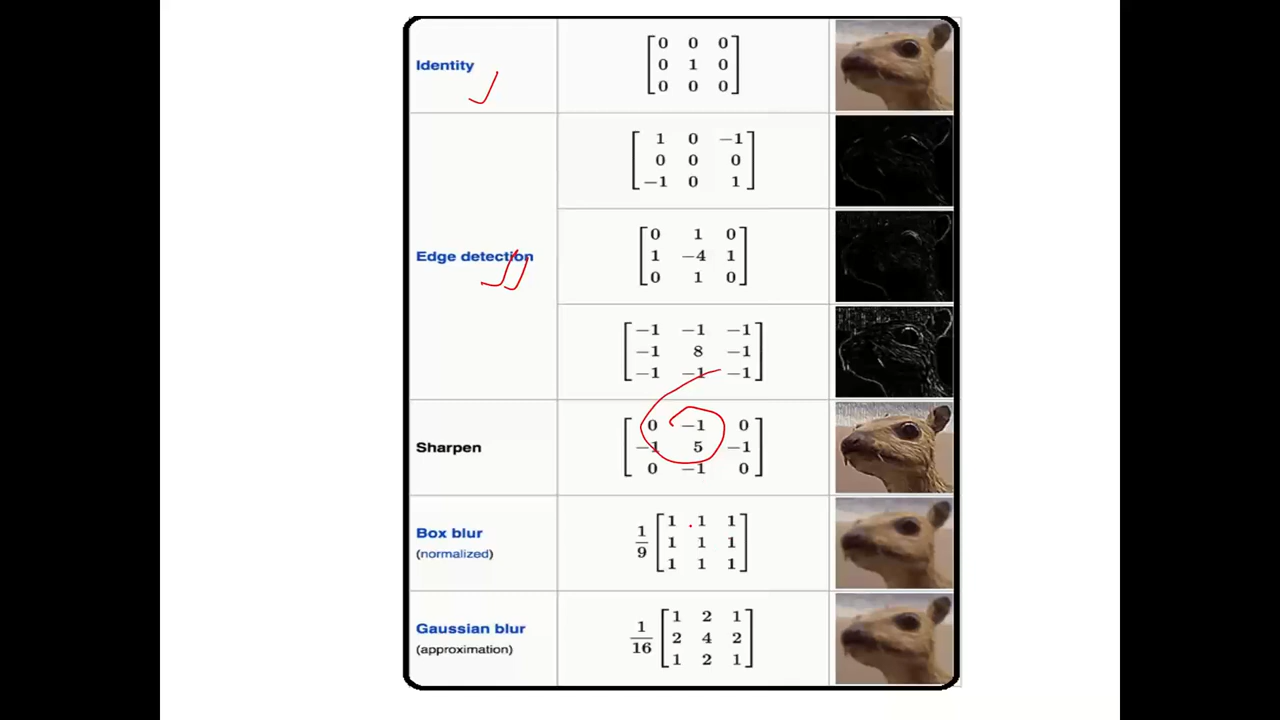 Identity
0 0 0
0 1 0
0 0 0
Edge detection
1 0 −1
0 0 0
−1 0 1
0 1 0
1 −4 1
0 1 0
−1 −1 −1
−1 8 −1
−1 −1 −1
Sharpen
0 −1 0
−1 5 −1
0 −1 0
Box blur
(normalized)
1
9
1 1 1
1 1 1
1 1 1
Gaussian blur
(approximation)
1
16
1 2 1
2 4 2
1 2 1